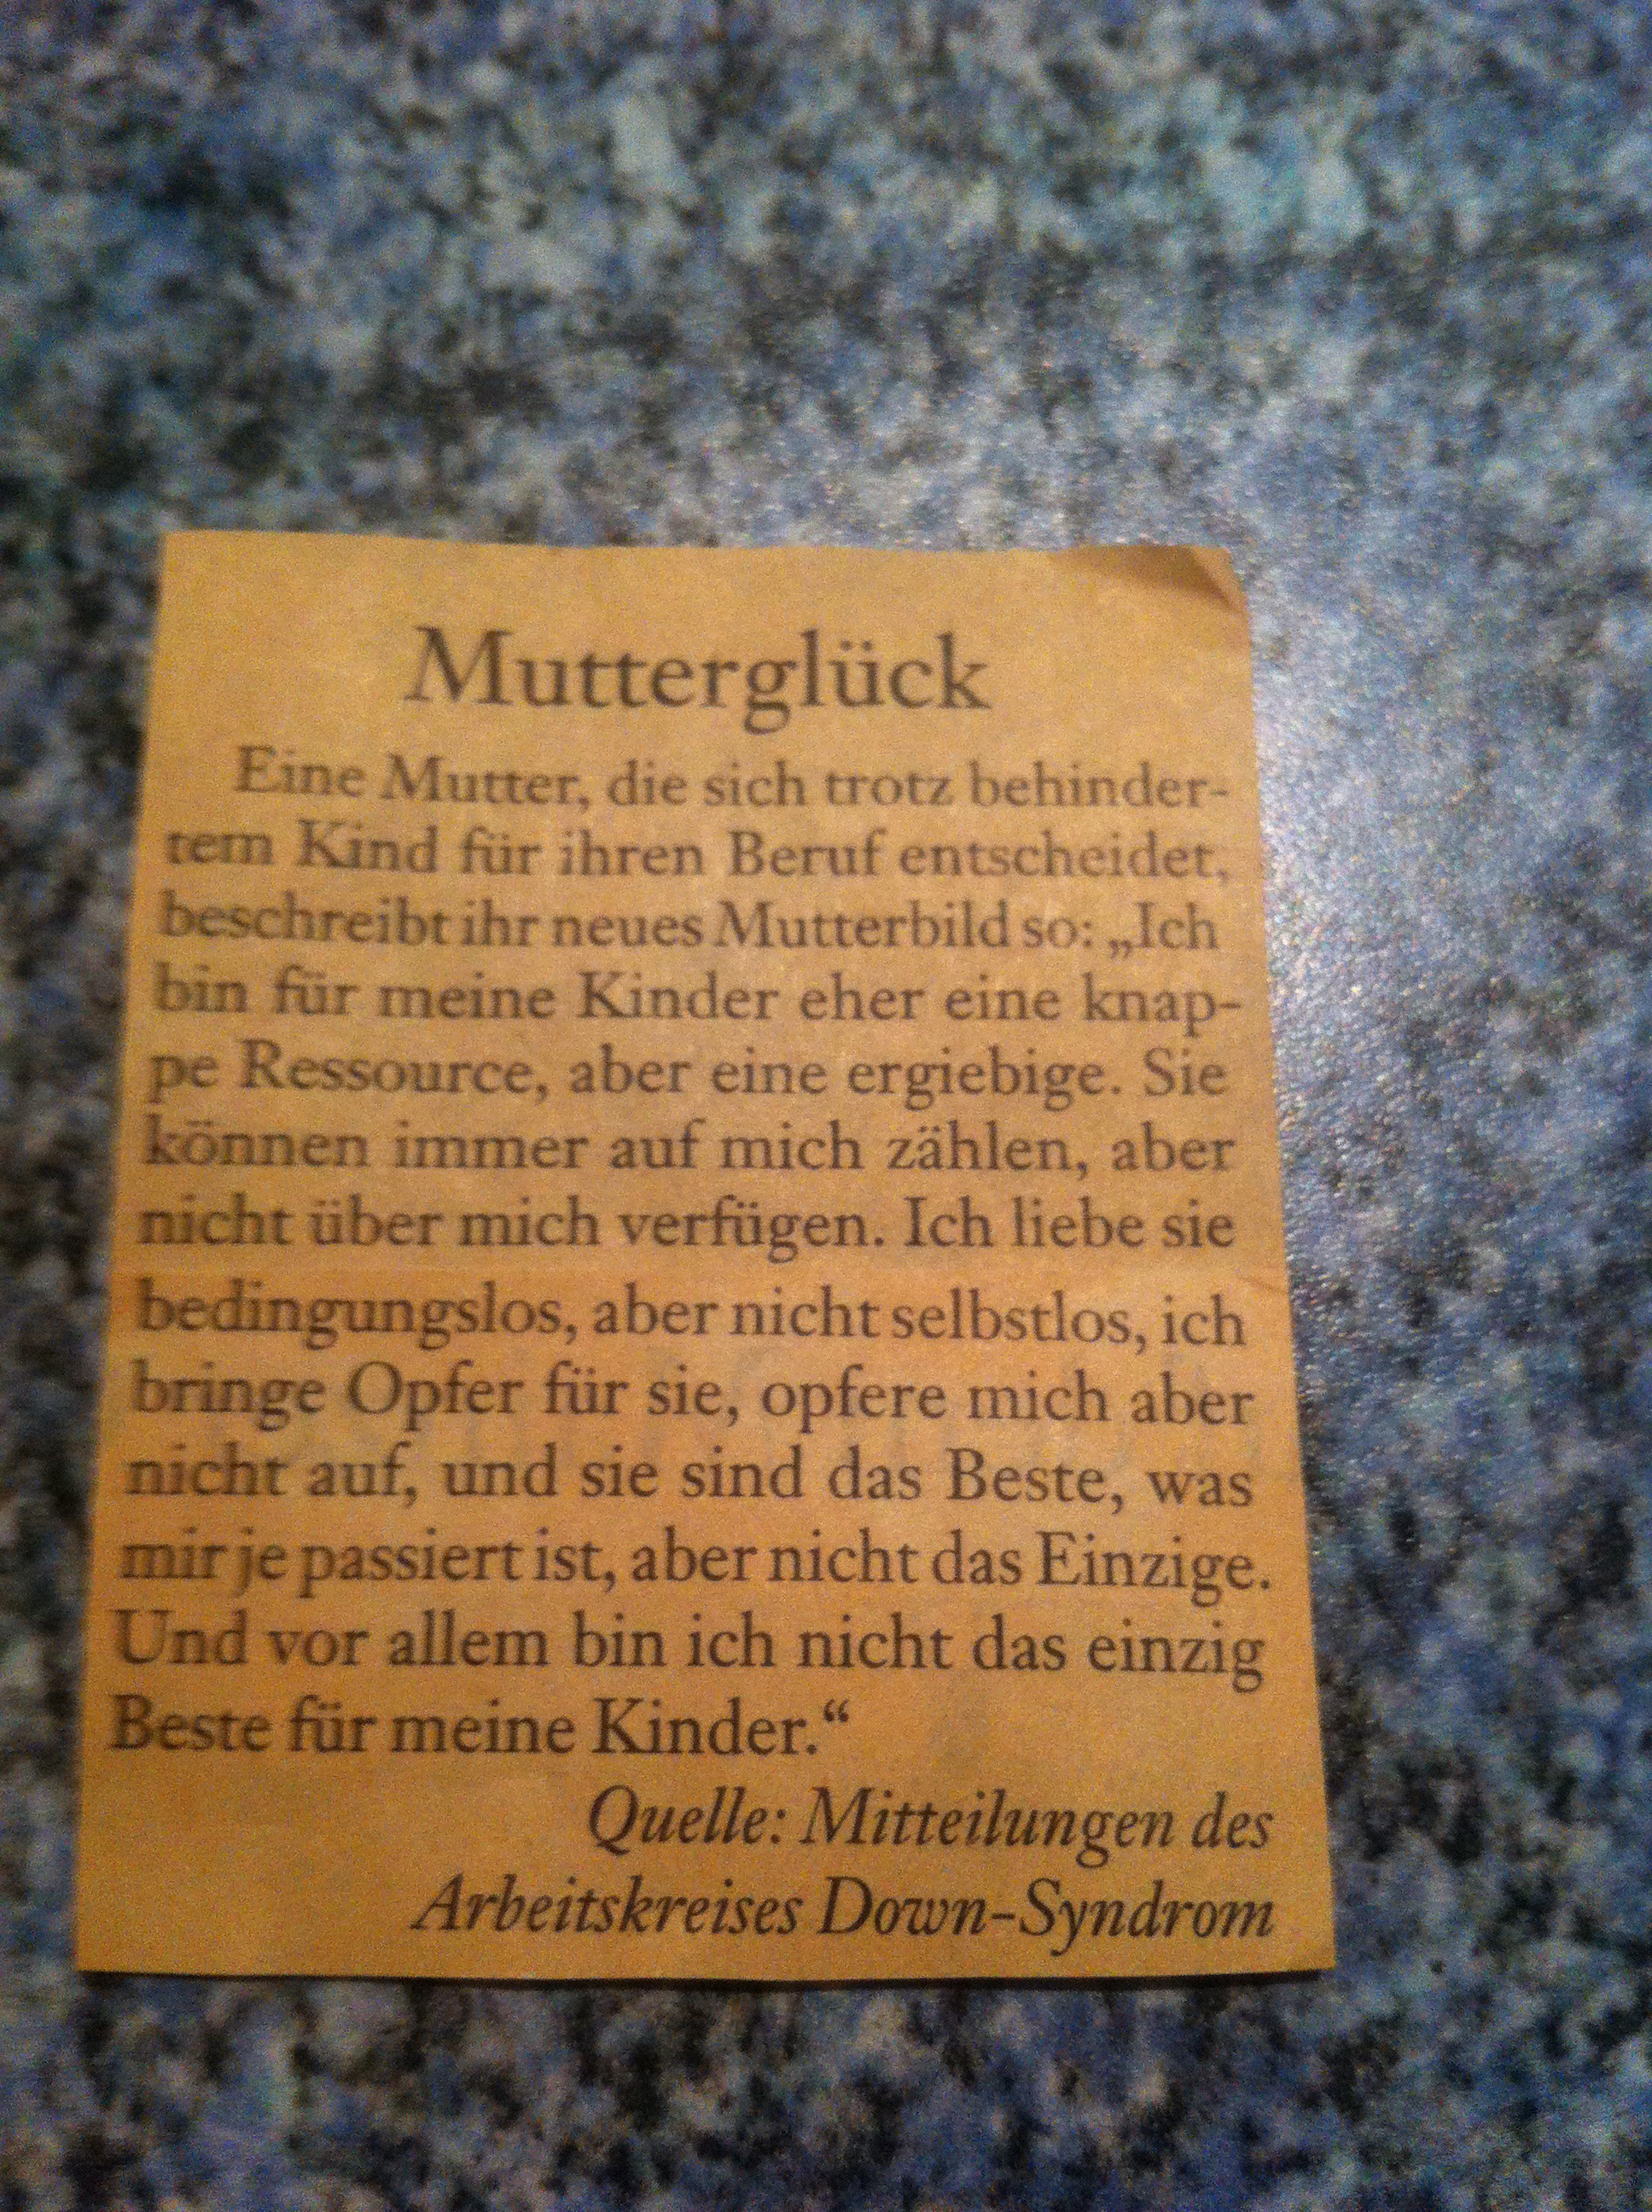 Mutterglück
Eine Mutter, die sich trotz behinder-
tem Kind für ihren Beruf entscheidet,
beschreibt ihr neues Mutterbild so: „Ich
bin für meine Kinder eher eine knap-
pe Ressource, aber eine ergiebige. Sie
können immer auf mich zählen, aber
nicht über mich verfügen. Ich liebe sie
bedingungslos, aber nicht selbstlos, ich
bringe Opfer für sie, opfere mich aber
nicht auf, und sie sind das Beste, was
mir je passiert ist, aber nicht das Einzige.
Und vor allem bin ich nicht das einzig
Beste für meine Kinder.“
Quelle: Mitteilungen des
Arbeitskreises Down-Syndrom